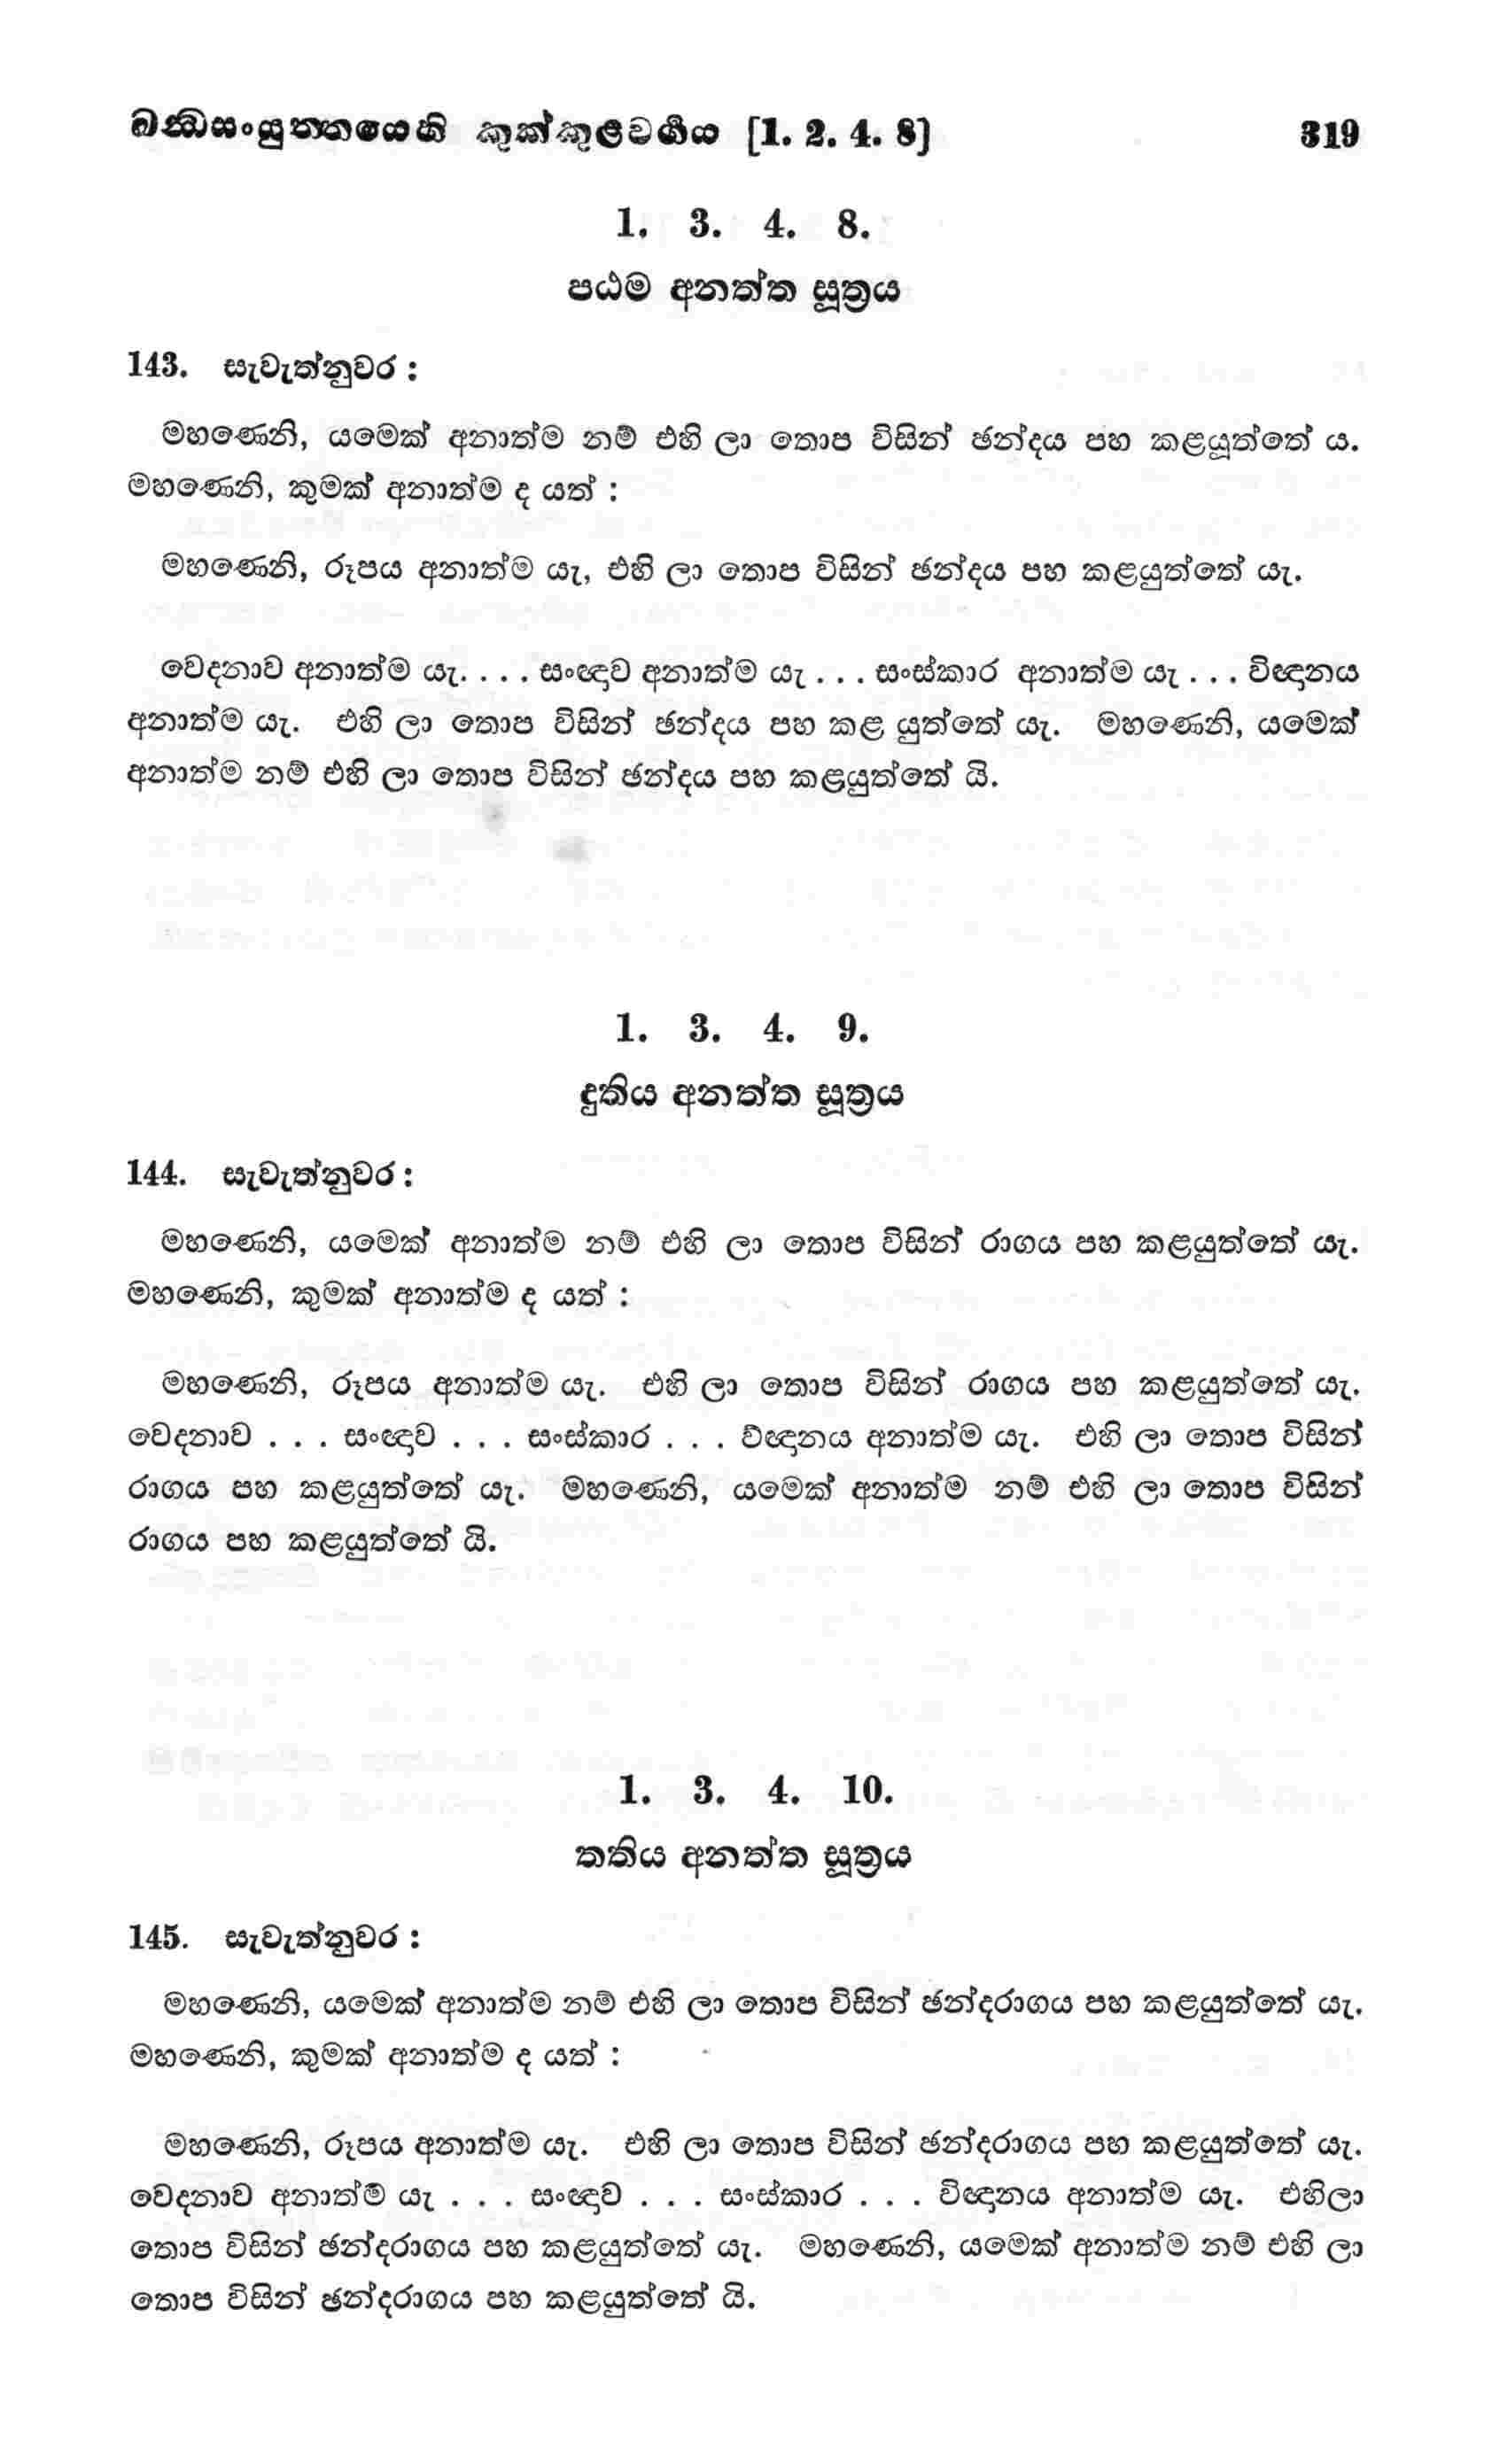 ඛන්ධසංයුත්තයෙහි කුක්කුළවර්ගය [1. 2. 4. 8] 319
1. 3. 4. 8.
පඨම අනත්ත සූත්‍රය
143. සැවැත්නුවර :
මහණෙනි, යමෙක් අනාත්ම නම් එහි ලා තොප විසින් ඡන්දය පහ කළයූත්තේ ය.
මහණෙනි, කුමක් අනාත්ම ද යත් :
මහණෙනි, රූපය අනාත්ම යැ, එහි ලා තොප විසින් ඡන්දය පහ කළයුත්තේ යැ.
වේදනාව අනාත්ම යැ. . . . සංඥාව අනාත්ම යැ . . . සංස්කාර අනාත්ම යැ . . . විඥානය
අනාත්ම යැ. එහි ලා තොප විසින් ඡන්දය පහ කළ යුත්තේ යැ. මහණෙනි, යමෙක්
අනාත්ම නම් එහි ලා තොප විසින් ඡන්දය පහ කළයුත්තේ යි.
1. 3. 4. 9.
දුතිය අනත්ත සූත්‍රය
144. සැවැත්නුවර :
මහණෙනි, යමෙක් අනාත්ම නම් එහි ලා තොප විසින් රාගය පහ කළයුත්තේ යැ.
මහණෙනි, කුමක් අනාත්ම ද යත් :
මහණෙනි, රූපය අනාත්ම යැ. එහි ලා තොප විසින් රාගය පහ කළයුත්තේ යැ.
වේදනාව . . . සංඥාව . . . සංස්කාර . . . විඥානය අනාත්ම යැ. එහි ලා තොප විසින්
රාගය පහ කළයුත්තේ යැ. මහණෙනි, යමෙක් අනාත්ම නම් එහි ලා තොප විසින්
රාගය පහ කළයුත්තේ යි.
1. 3. 4. 10.
තතිය අනත්ත සූත්‍රය
145. සැවැත්නුවර :
මහණෙනි, යමෙක් අනාත්ම නම් එහි ලා තොප විසින් ඡන්දරාගය පහ කළයුත්තේ යැ.
මහණෙනි, කුමක් අනාත්ම ද යත් :
මහණෙනි, රූපය අනාත්ම යැ. එහි ලා තොප විසින් ඡන්දරාගය පහ කළයුත්තේ යැ.
වේදනාව අනාත්ම යැ . . . සංඥාව . . . සංස්කාර . . . විඥානය අනාත්ම යැ. එහිලා
තොප විසින් ඡන්දරාගය පහ කළයුත්තේ යැ. මහණෙනි, යමෙක් අනාත්ම නම් එහි ලා
තොප විසින් ඡන්දරාගය පහ කළයුත්තේ යි.